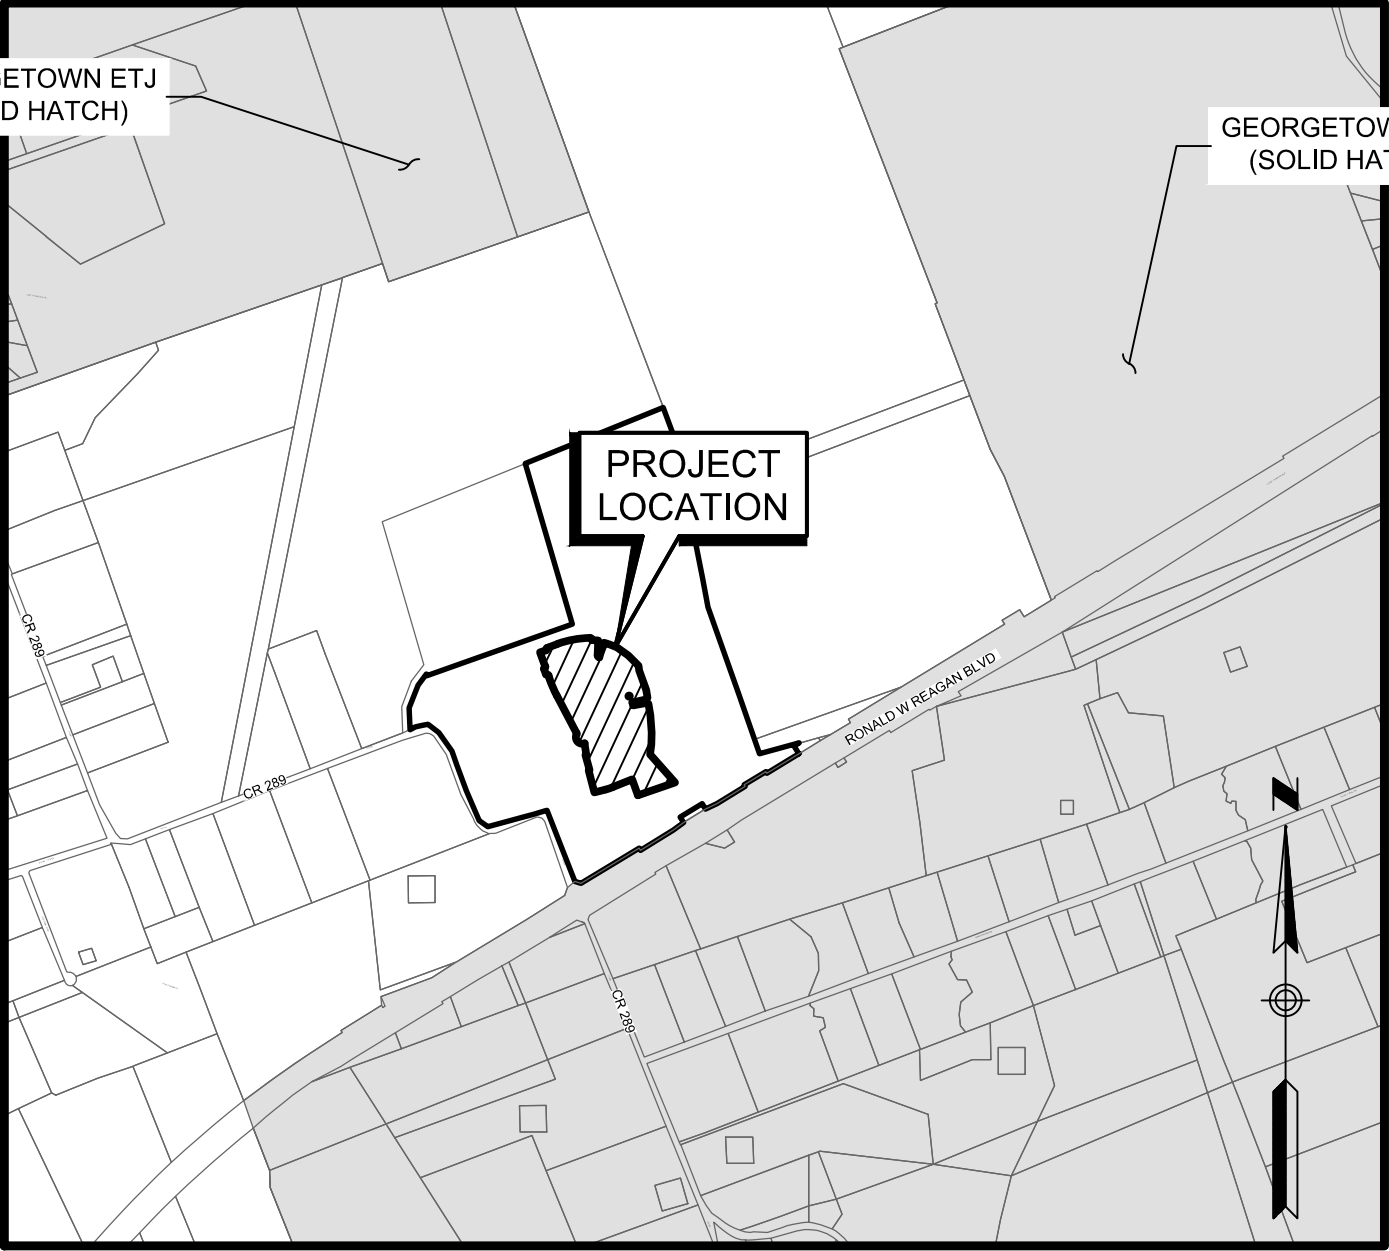 ETOWN ETJ
D HATCH)
GEORGETOW
(SOLID HAT
PROJECT
LOCATION
CR 289
RONALD W REAGAN BLVD
CR 289
CR 289
N